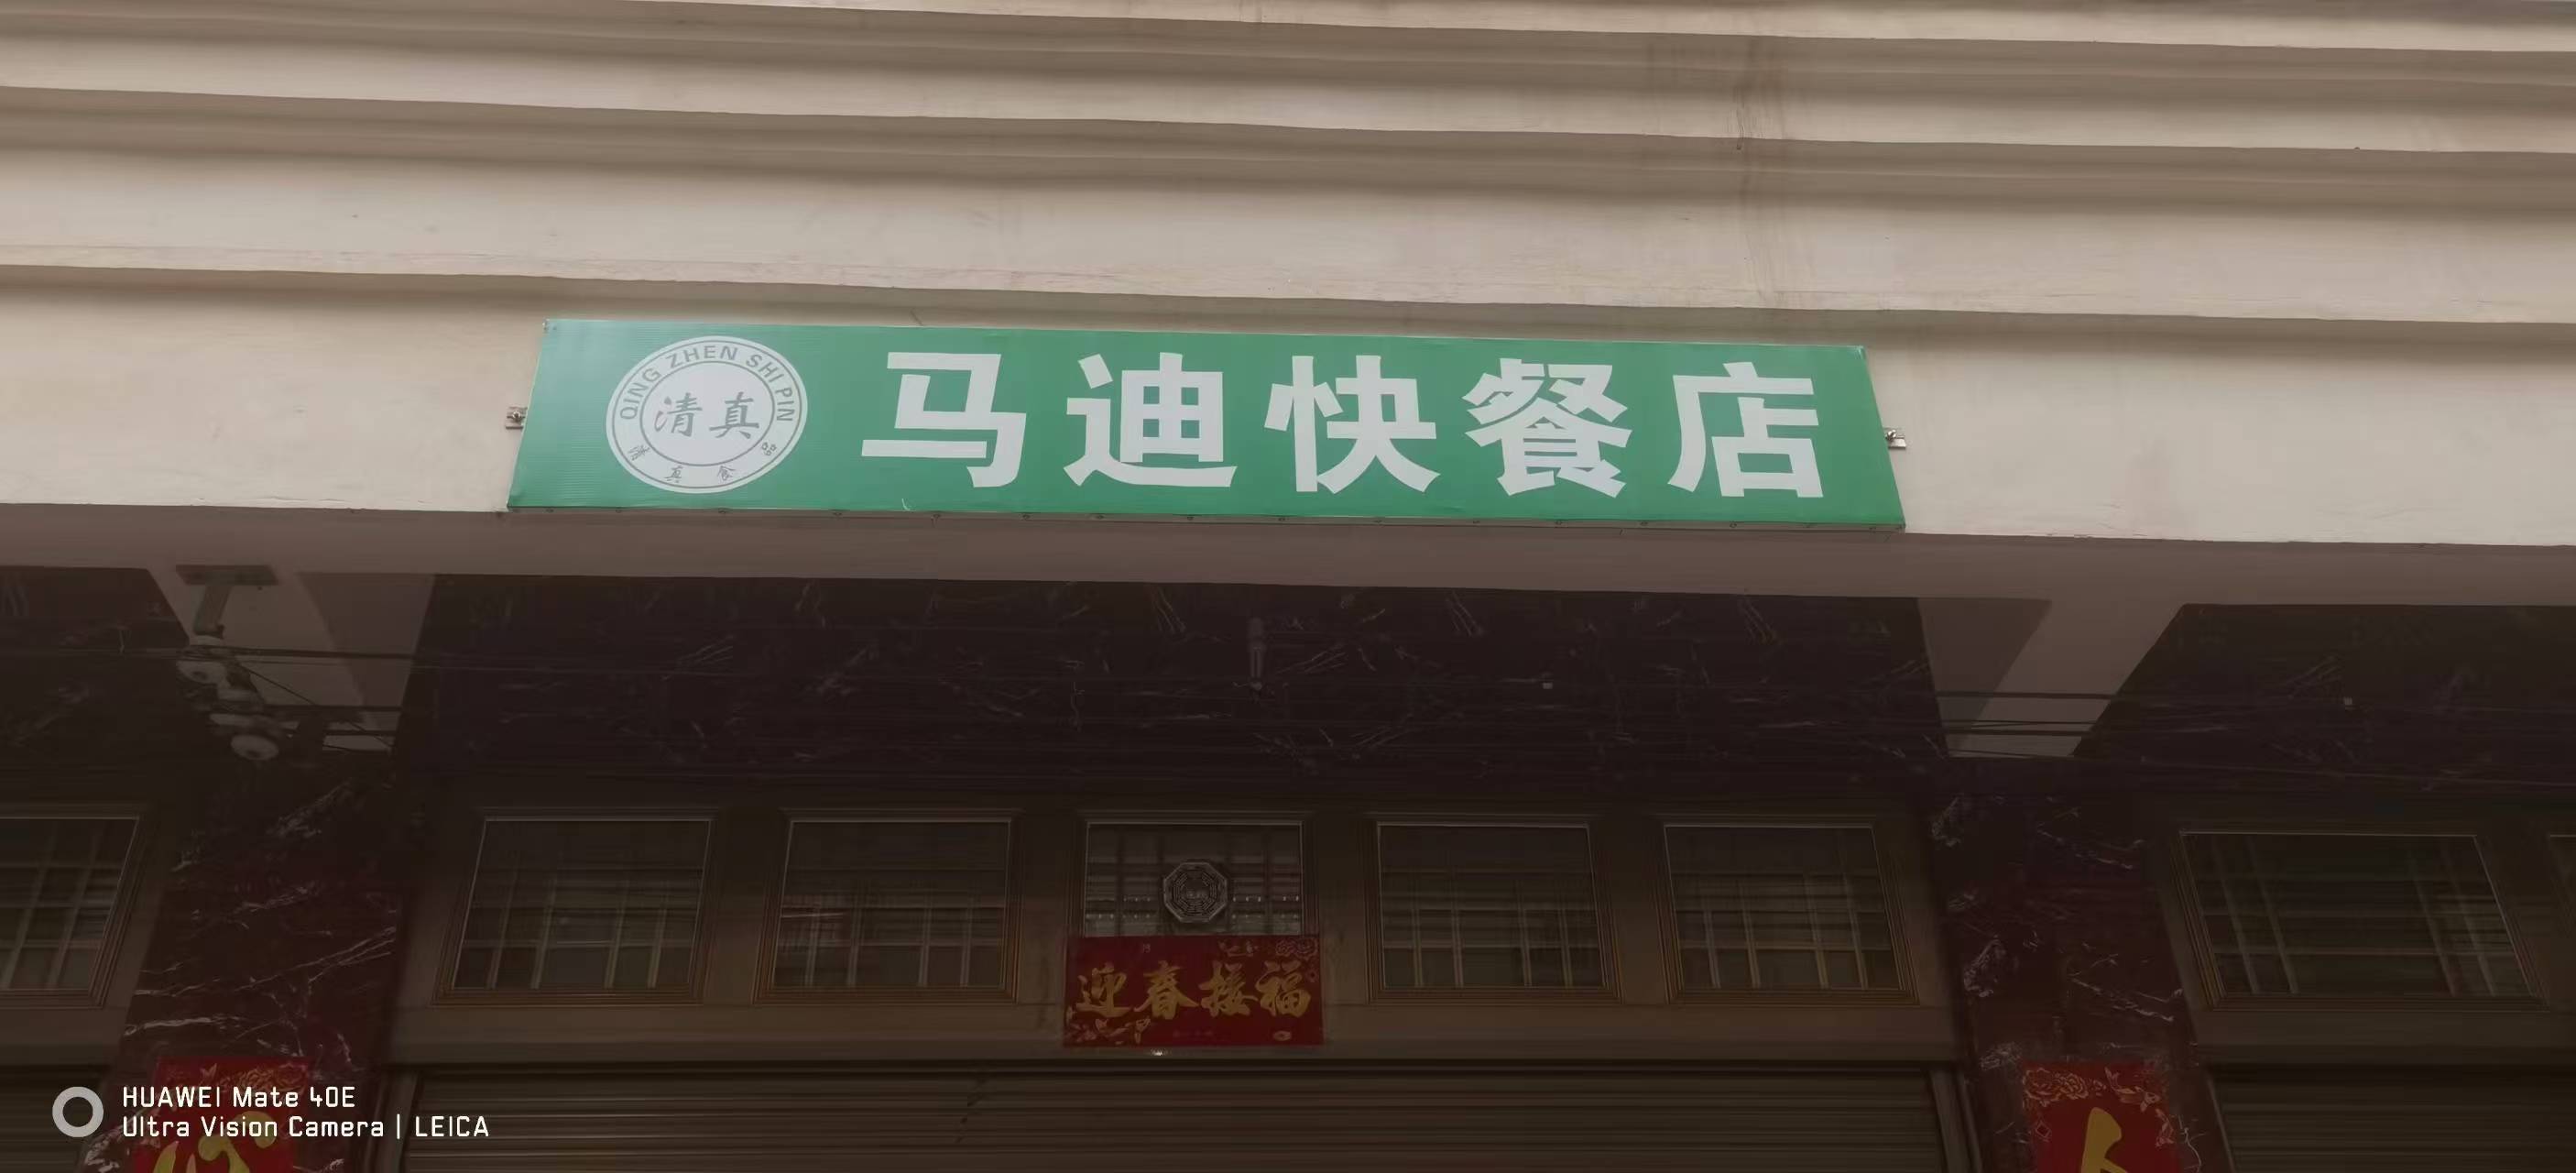 QING ZHEN SHI PIN
清真
清真食品
马迪快餐店
迎春接福
HUAWEI Mate 40E
Ultra Vision Camera | LEICA